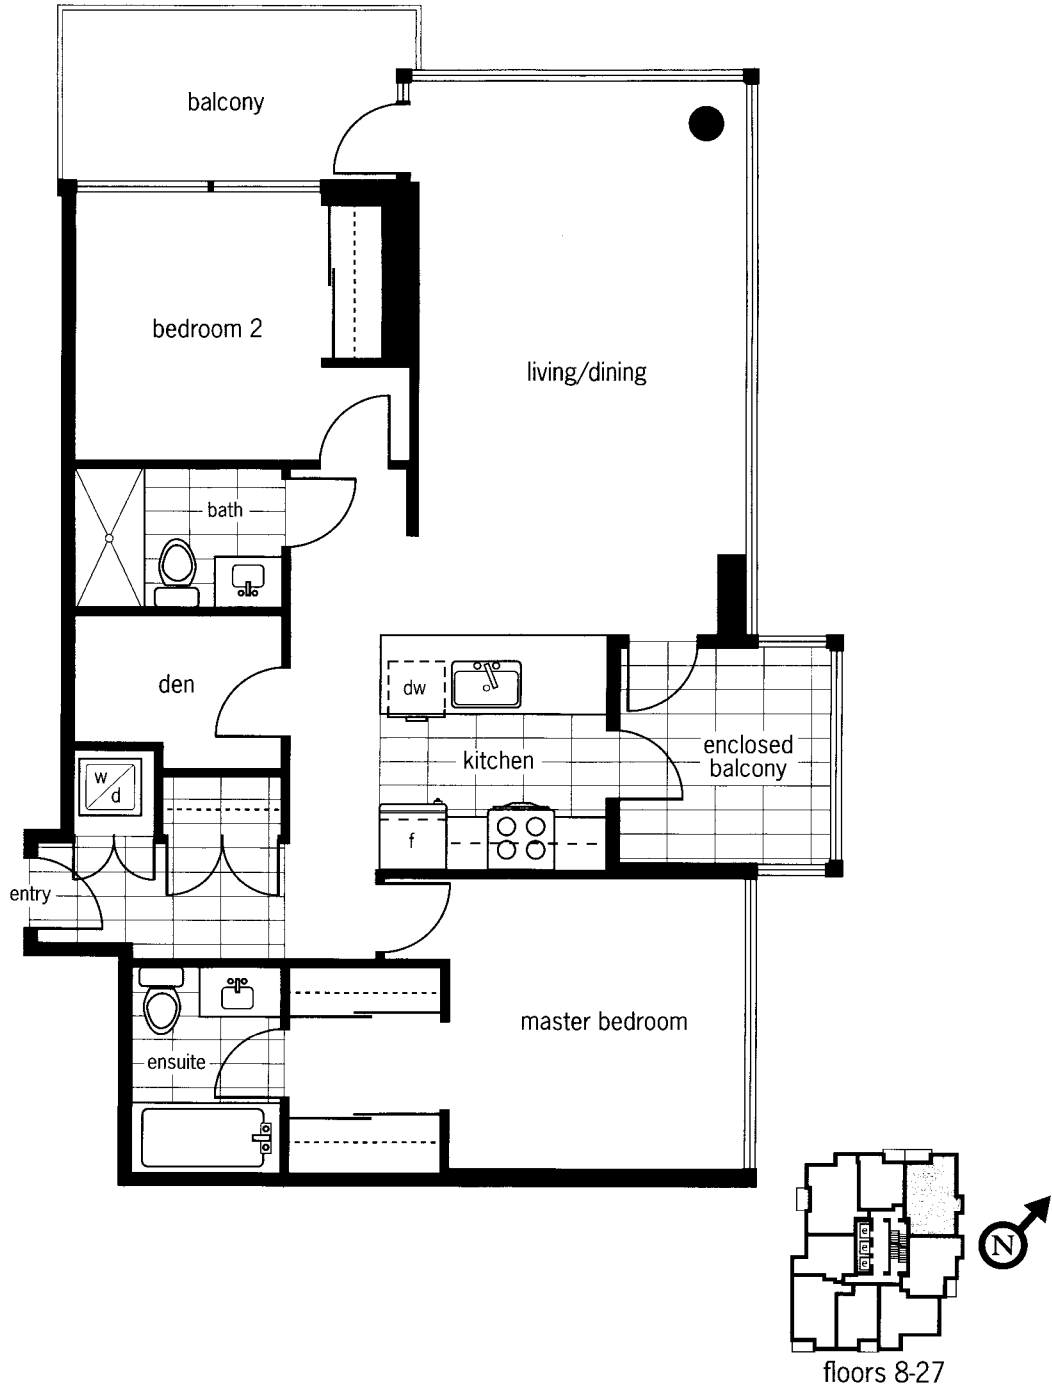 balcony
bedroom 2
living/dining
bath
den
dw
kitchen
enclosed
balcony
w
d
f
entry
master bedroom
ensuite
e
e
e
N
floors 8-27